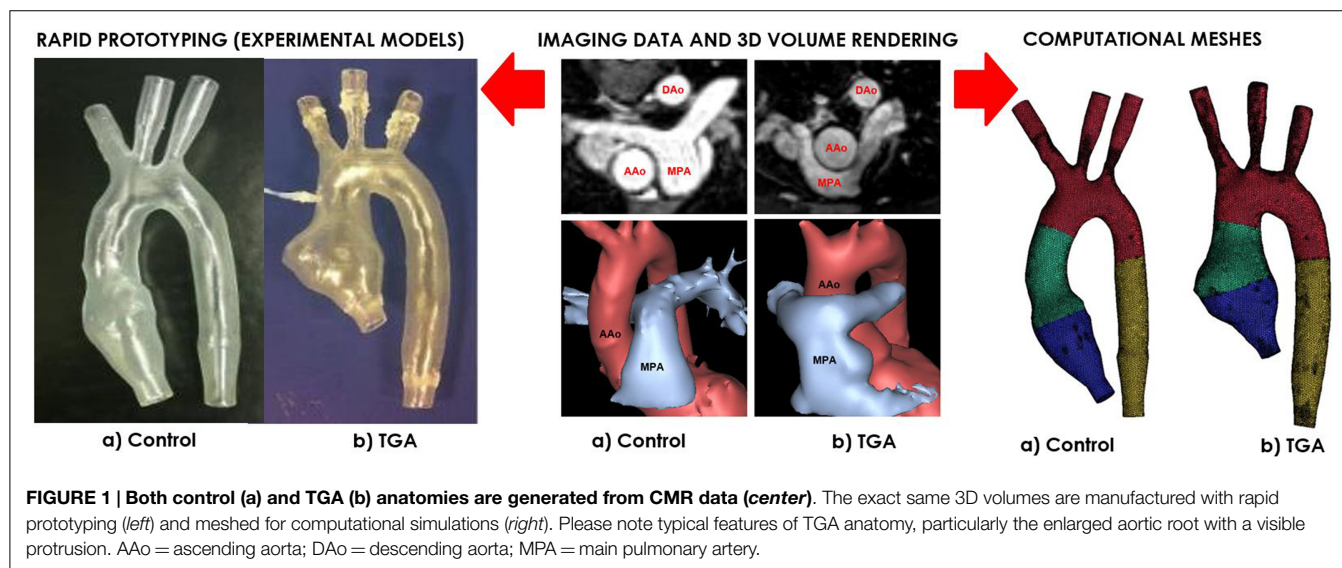 RAPID PROTOTYPING (EXPERIMENTAL MODELS)
IMAGING DATA AND 3D VOLUME RENDERING
COMPUTATIONAL MESHES
DAo
AAo
MPA
DAo
AAo
MPA
AAo
MPA
AAo
MPA
a) Control
b) TGA
a) Control
b) TGA
a) Control
b) TGA
FIGURE 1 | Both control (a) and TGA (b) anatomies are generated from CMR data (center). The exact same 3D volumes are manufactured with rapid
prototyping (left) and meshed for computational simulations (right). Please note typical features of TGA anatomy, particularly the enlarged aortic root with a visible
protrusion. AAo = ascending aorta; DAo = descending aorta; MPA = main pulmonary artery.